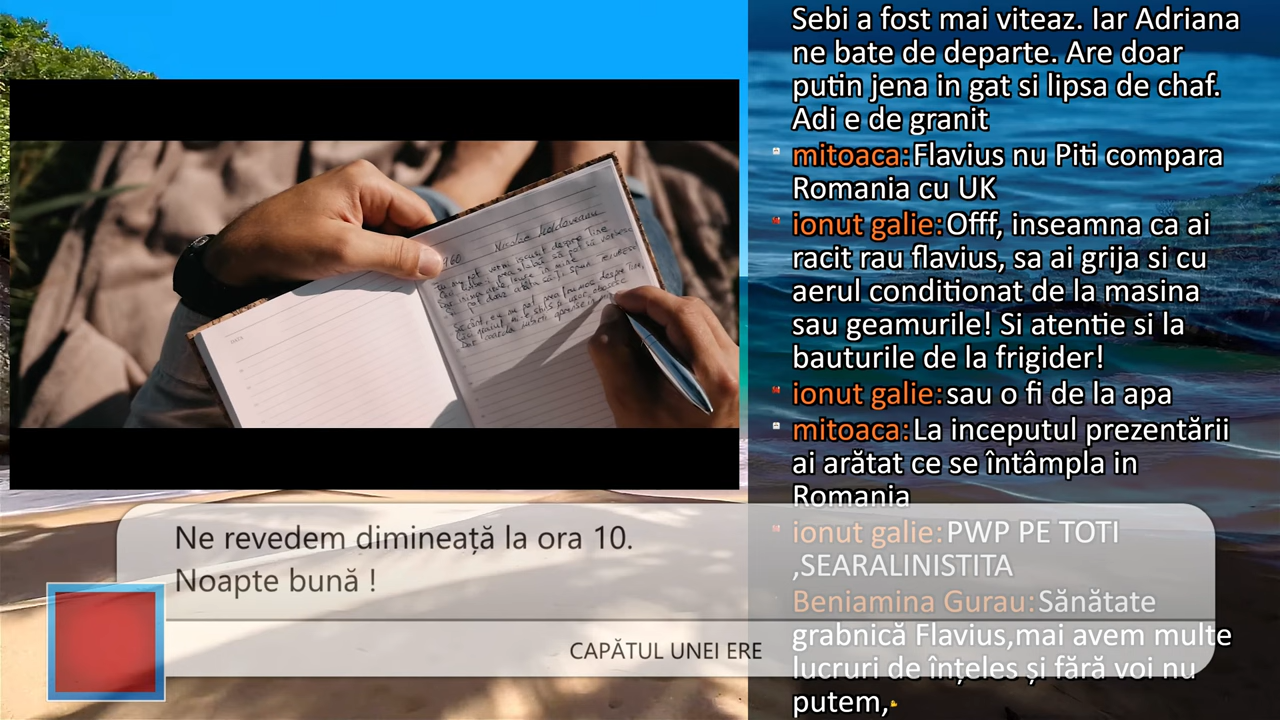 Sebi a fost mai viteaz. Iar Adriana
ne bate de departe. Are doar
putin jena in gat si lipsa de chaf.
Adi e de granit
mitoaca:Flavius nu Piti compara
Romania cu UK
ionut galie:Offf, inseamna ca ai
racit rau flavius, sa ai grija si cu
aerul conditionat de la masina
sau geamurile! Si atentie si la
bauturile de la frigider!
ionut galie:sau o fi de la apa
mitoaca:La inceputul prezentării
ai arătat ce se întâmpla in
Romania
ionut galie:PWP PE TOTI
,SEARALINISTITA
Beniamina Gurau:Sănătate
grabnică Flavius,mai avem multe
lucruri de înțeles și fără voi nu
putem,
Nicolae Moldoveanu
Ne revedem dimineață la ora 10.
Noapte bună !
CAPĂTUL UNEI ERE